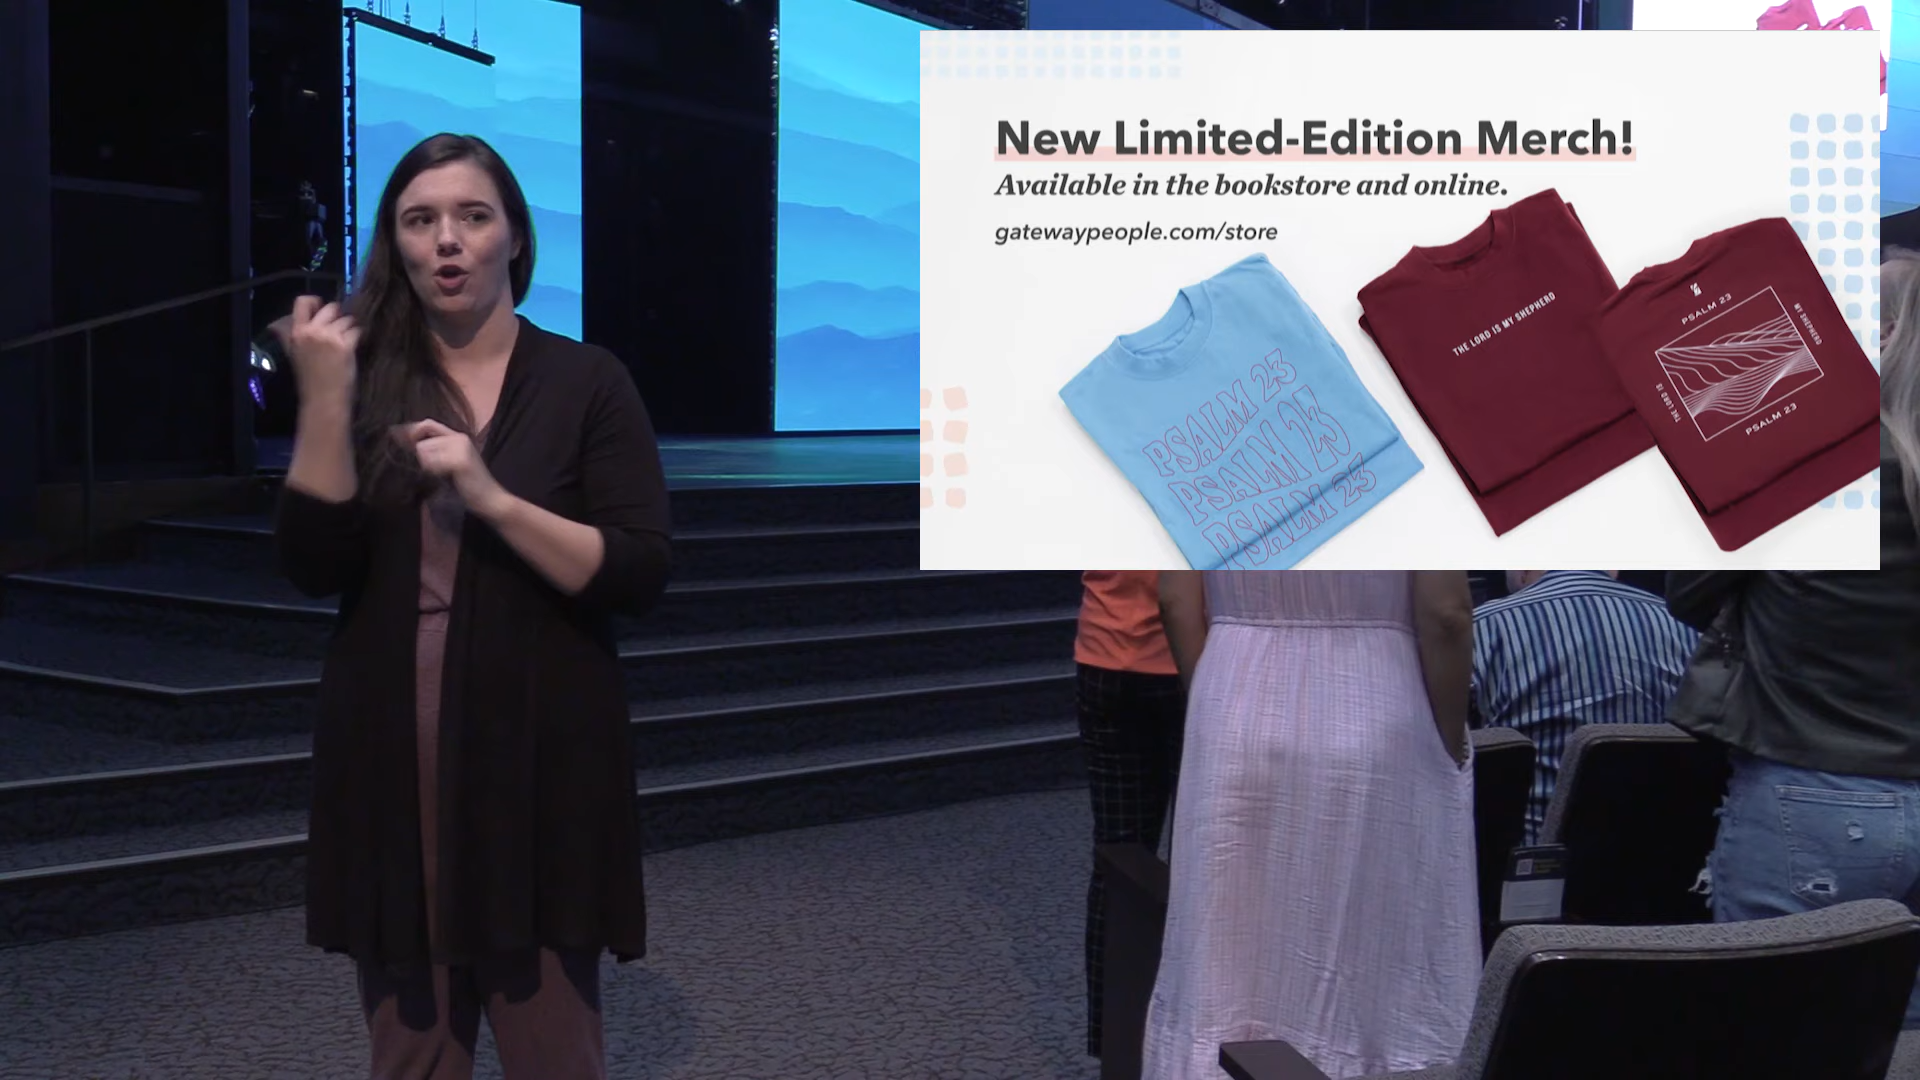 New Limited-Edition Merch!
Available in the bookstore and online.
gatewaypeople.com/store
PSALM 23
PSALM 23
PSALM 23
THE LORD IS MY SHEPHERD
PSALM 23
MY SHEPHERD
THE LORD IS
PSALM 23